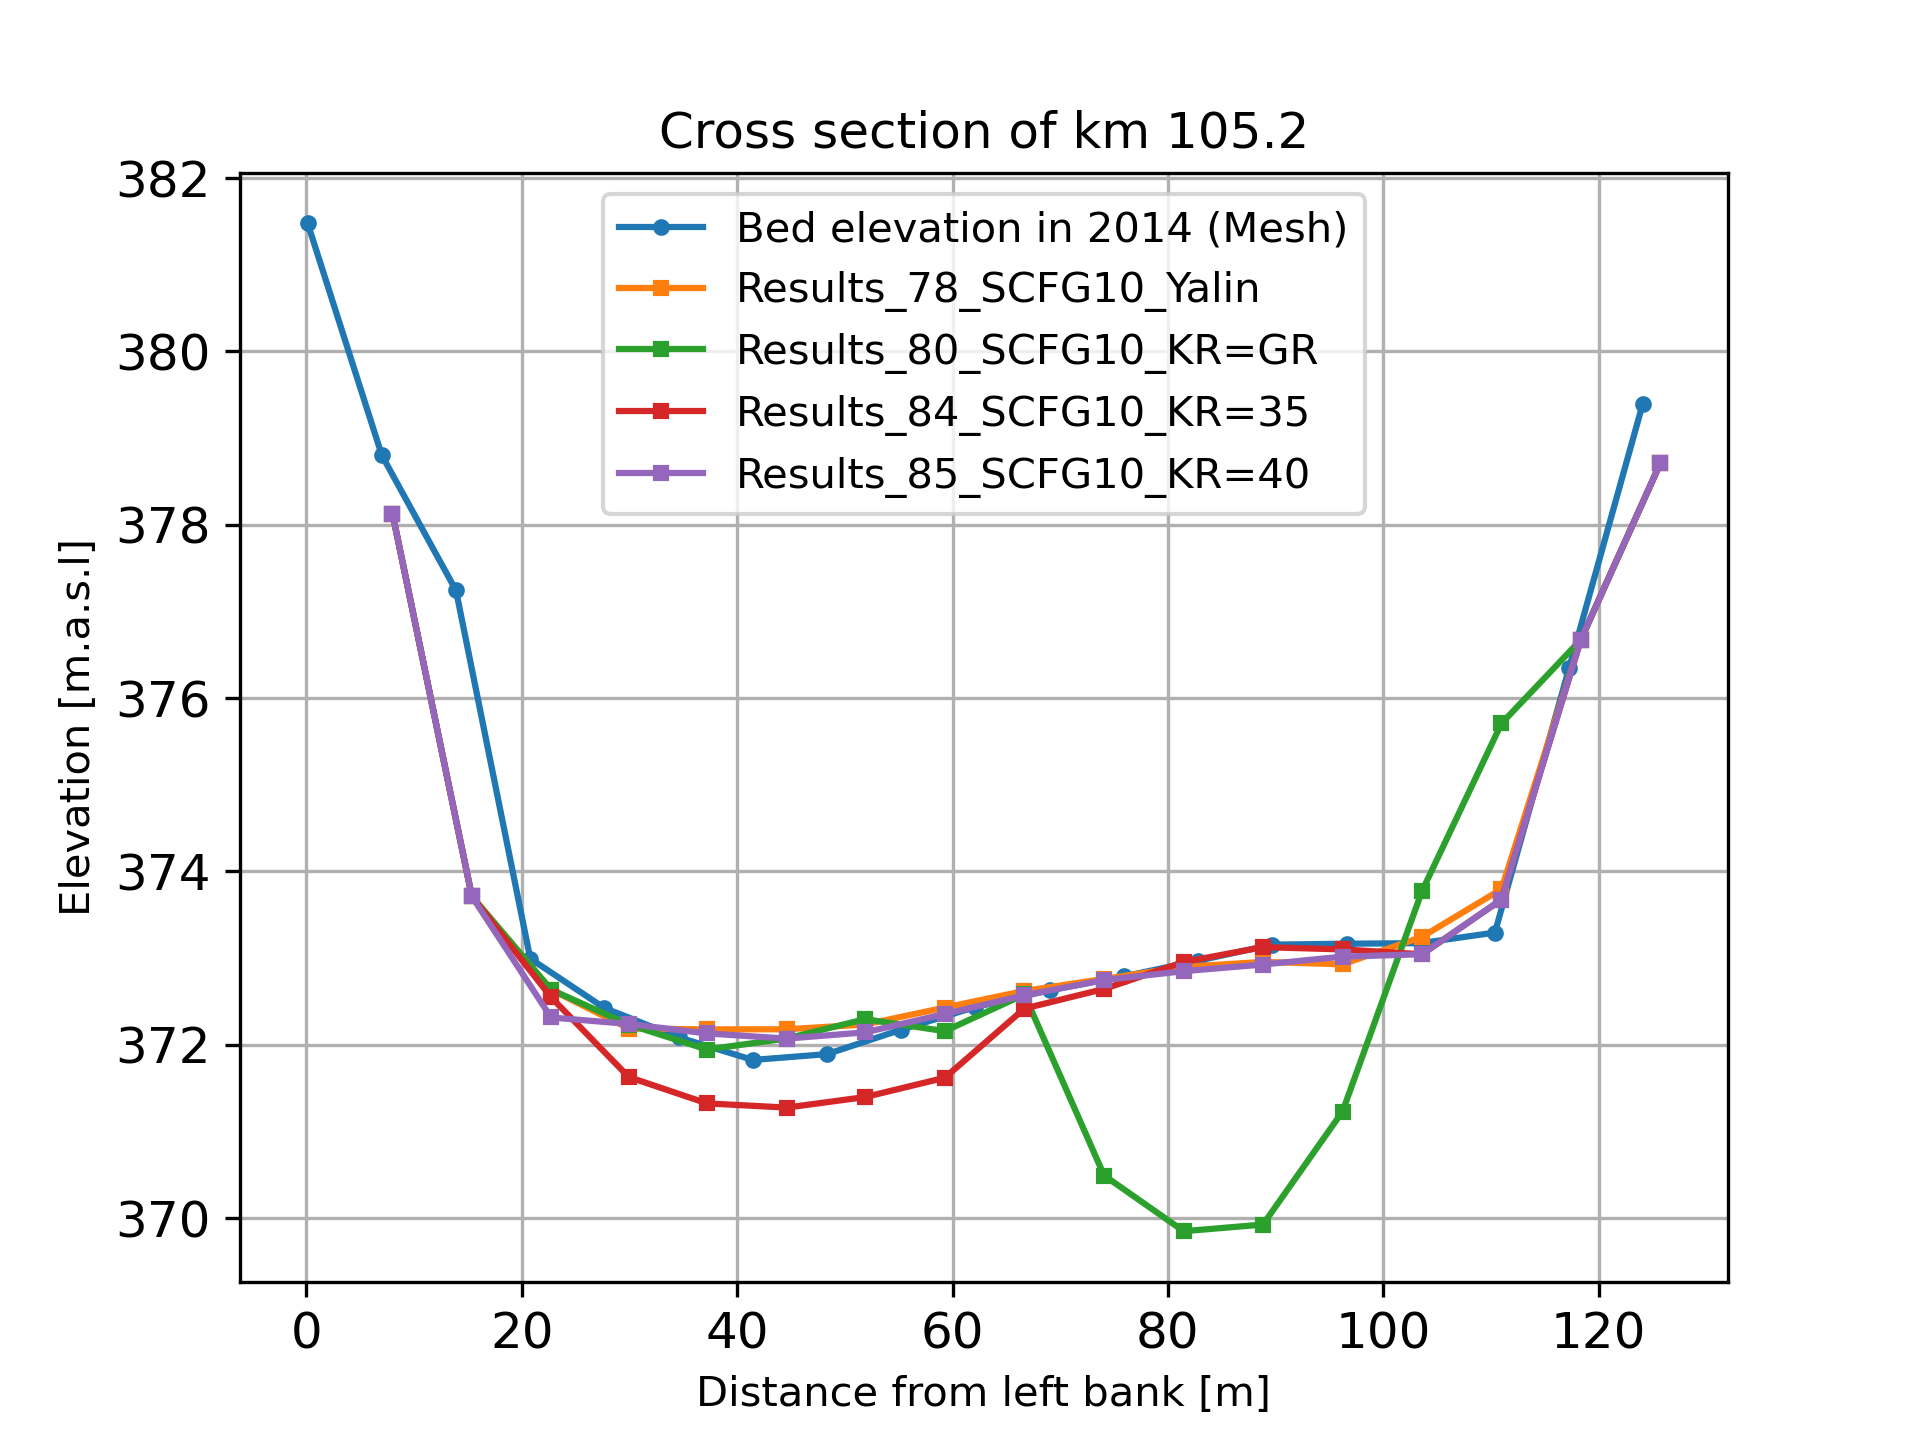 Cross section of km 105.2
382
380
378
376
374
372
370
Elevation [m.a.s.l]
Bed elevation in 2014 (Mesh)
Results_78_SCFG10_Yalin
Results_80_SCFG10_KR=GR
Results_84_SCFG10_KR=35
Results_85_SCFG10_KR=40
0 20 40 60 80 100 120
Distance from left bank [m]